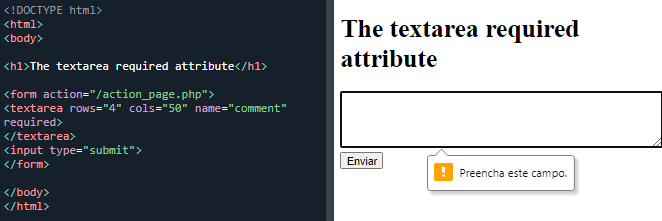 <!DOCTYPE html>
<html>
<body>
<h1>The textarea required attribute</h1>
<form action="/action_page.php">
<textarea rows="4" cols="50" name="comment"
required>
</textarea>
<input type="submit">
</form>
</body>
</html>
The textarea required
attribute
Enviar
! Preencha este campo.